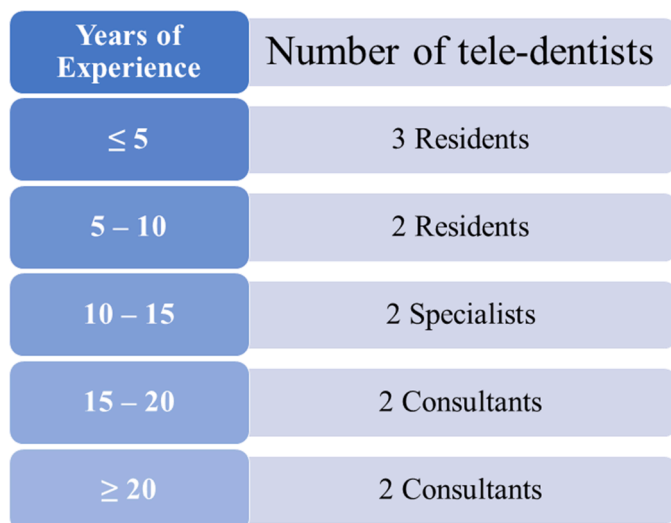 Years of
Experience
Number of tele-dentists
≤ 5
3 Residents
5 – 10
2 Residents
10 – 15
2 Specialists
15 – 20
2 Consultants
≥ 20
2 Consultants